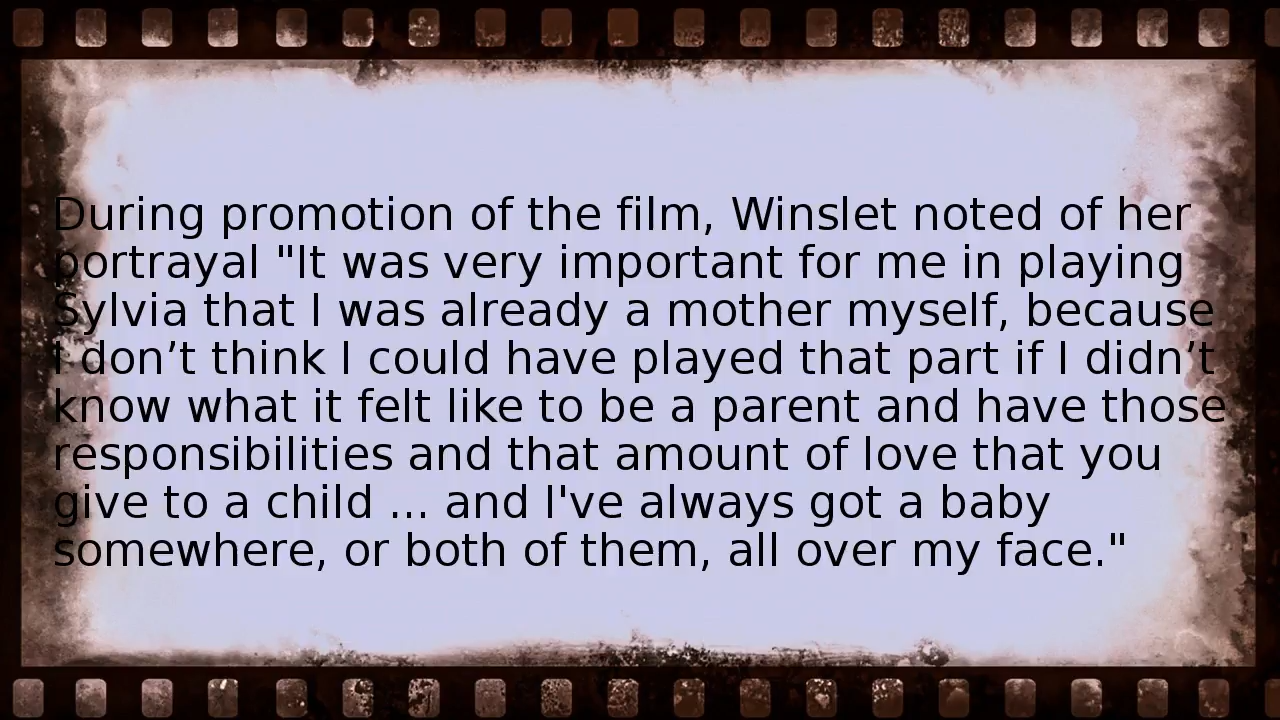 During promotion of the film, Winslet noted of her
portrayal "It was very important for me in playing
Sylvia that I was already a mother myself, because
I don’t think I could have played that part if I didn’t
know what it felt like to be a parent and have those
responsibilities and that amount of love that you
give to a child ... and I've always got a baby
somewhere, or both of them, all over my face."